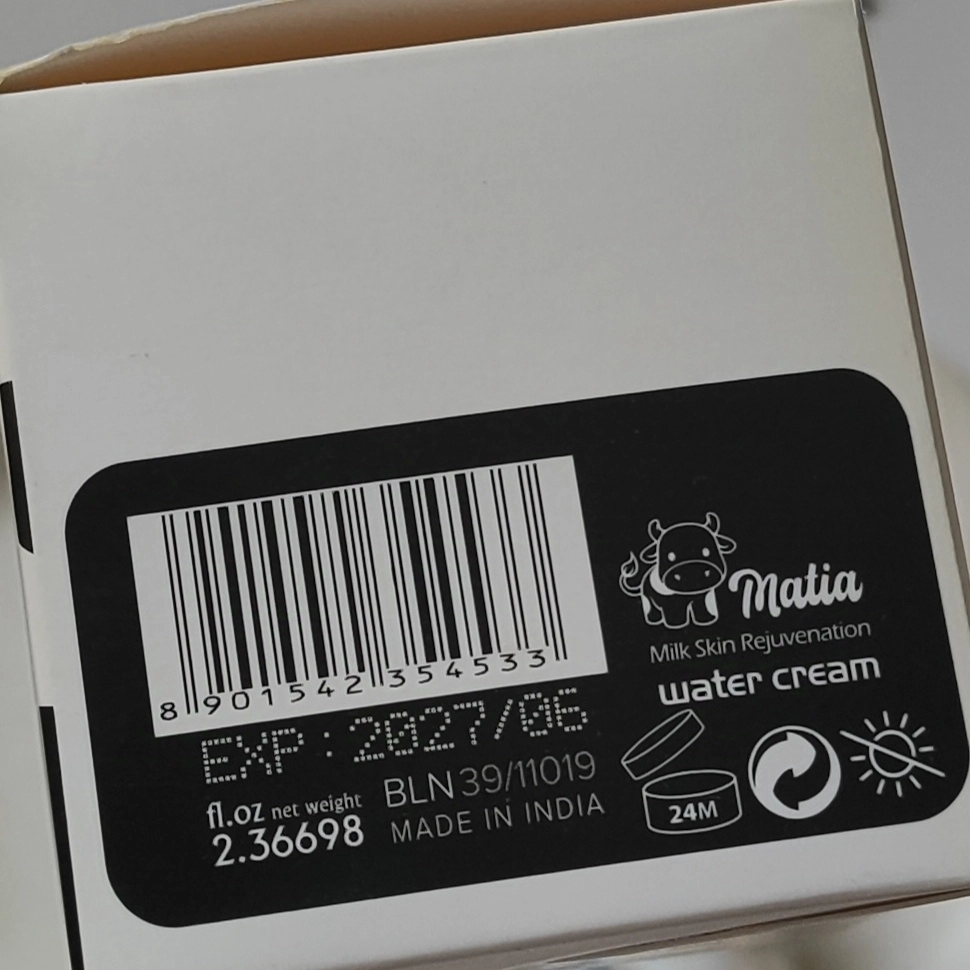 8 901542 354533
EXP:2027/06
fl.oz net weight
2.36698
BLN 39/11019
MADE IN INDIA
Matia
Milk Skin Rejuvenation
water cream
24M